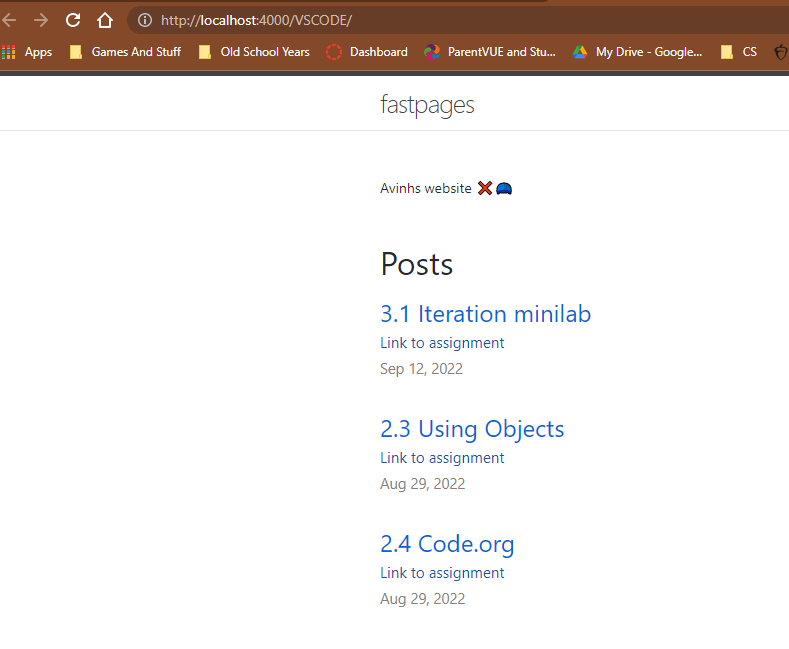 http://localhost:4000/VSCODE/
Apps Games And Stuff Old School Years Dashboard ParentVUE and Stu... My Drive - Google... CS
fastpages
Avinhs website ❌🧢
Posts
3.1 Iteration minilab
Link to assignment
Sep 12, 2022
2.3 Using Objects
Link to assignment
Aug 29, 2022
2.4 Code.org
Link to assignment
Aug 29, 2022